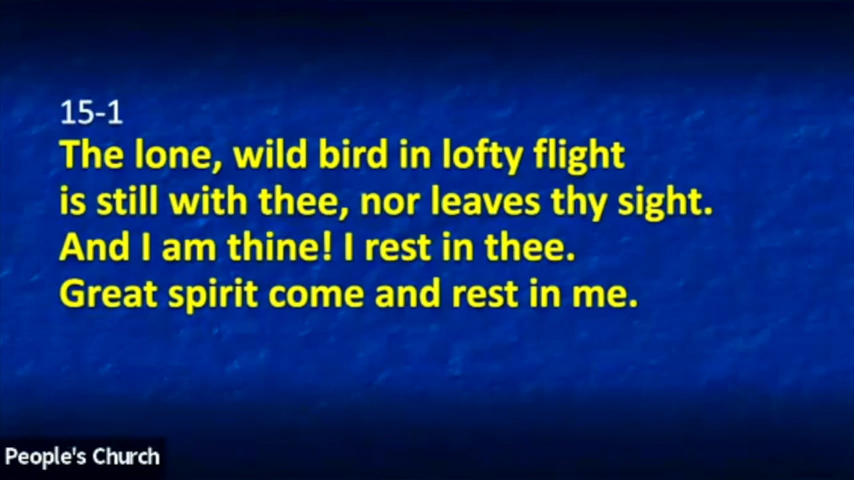 15-1
The lone, wild bird in lofty flight
is still with thee, nor leaves thy sight.
And I am thine! I rest in thee.
Great spirit come and rest in me.
People's Church